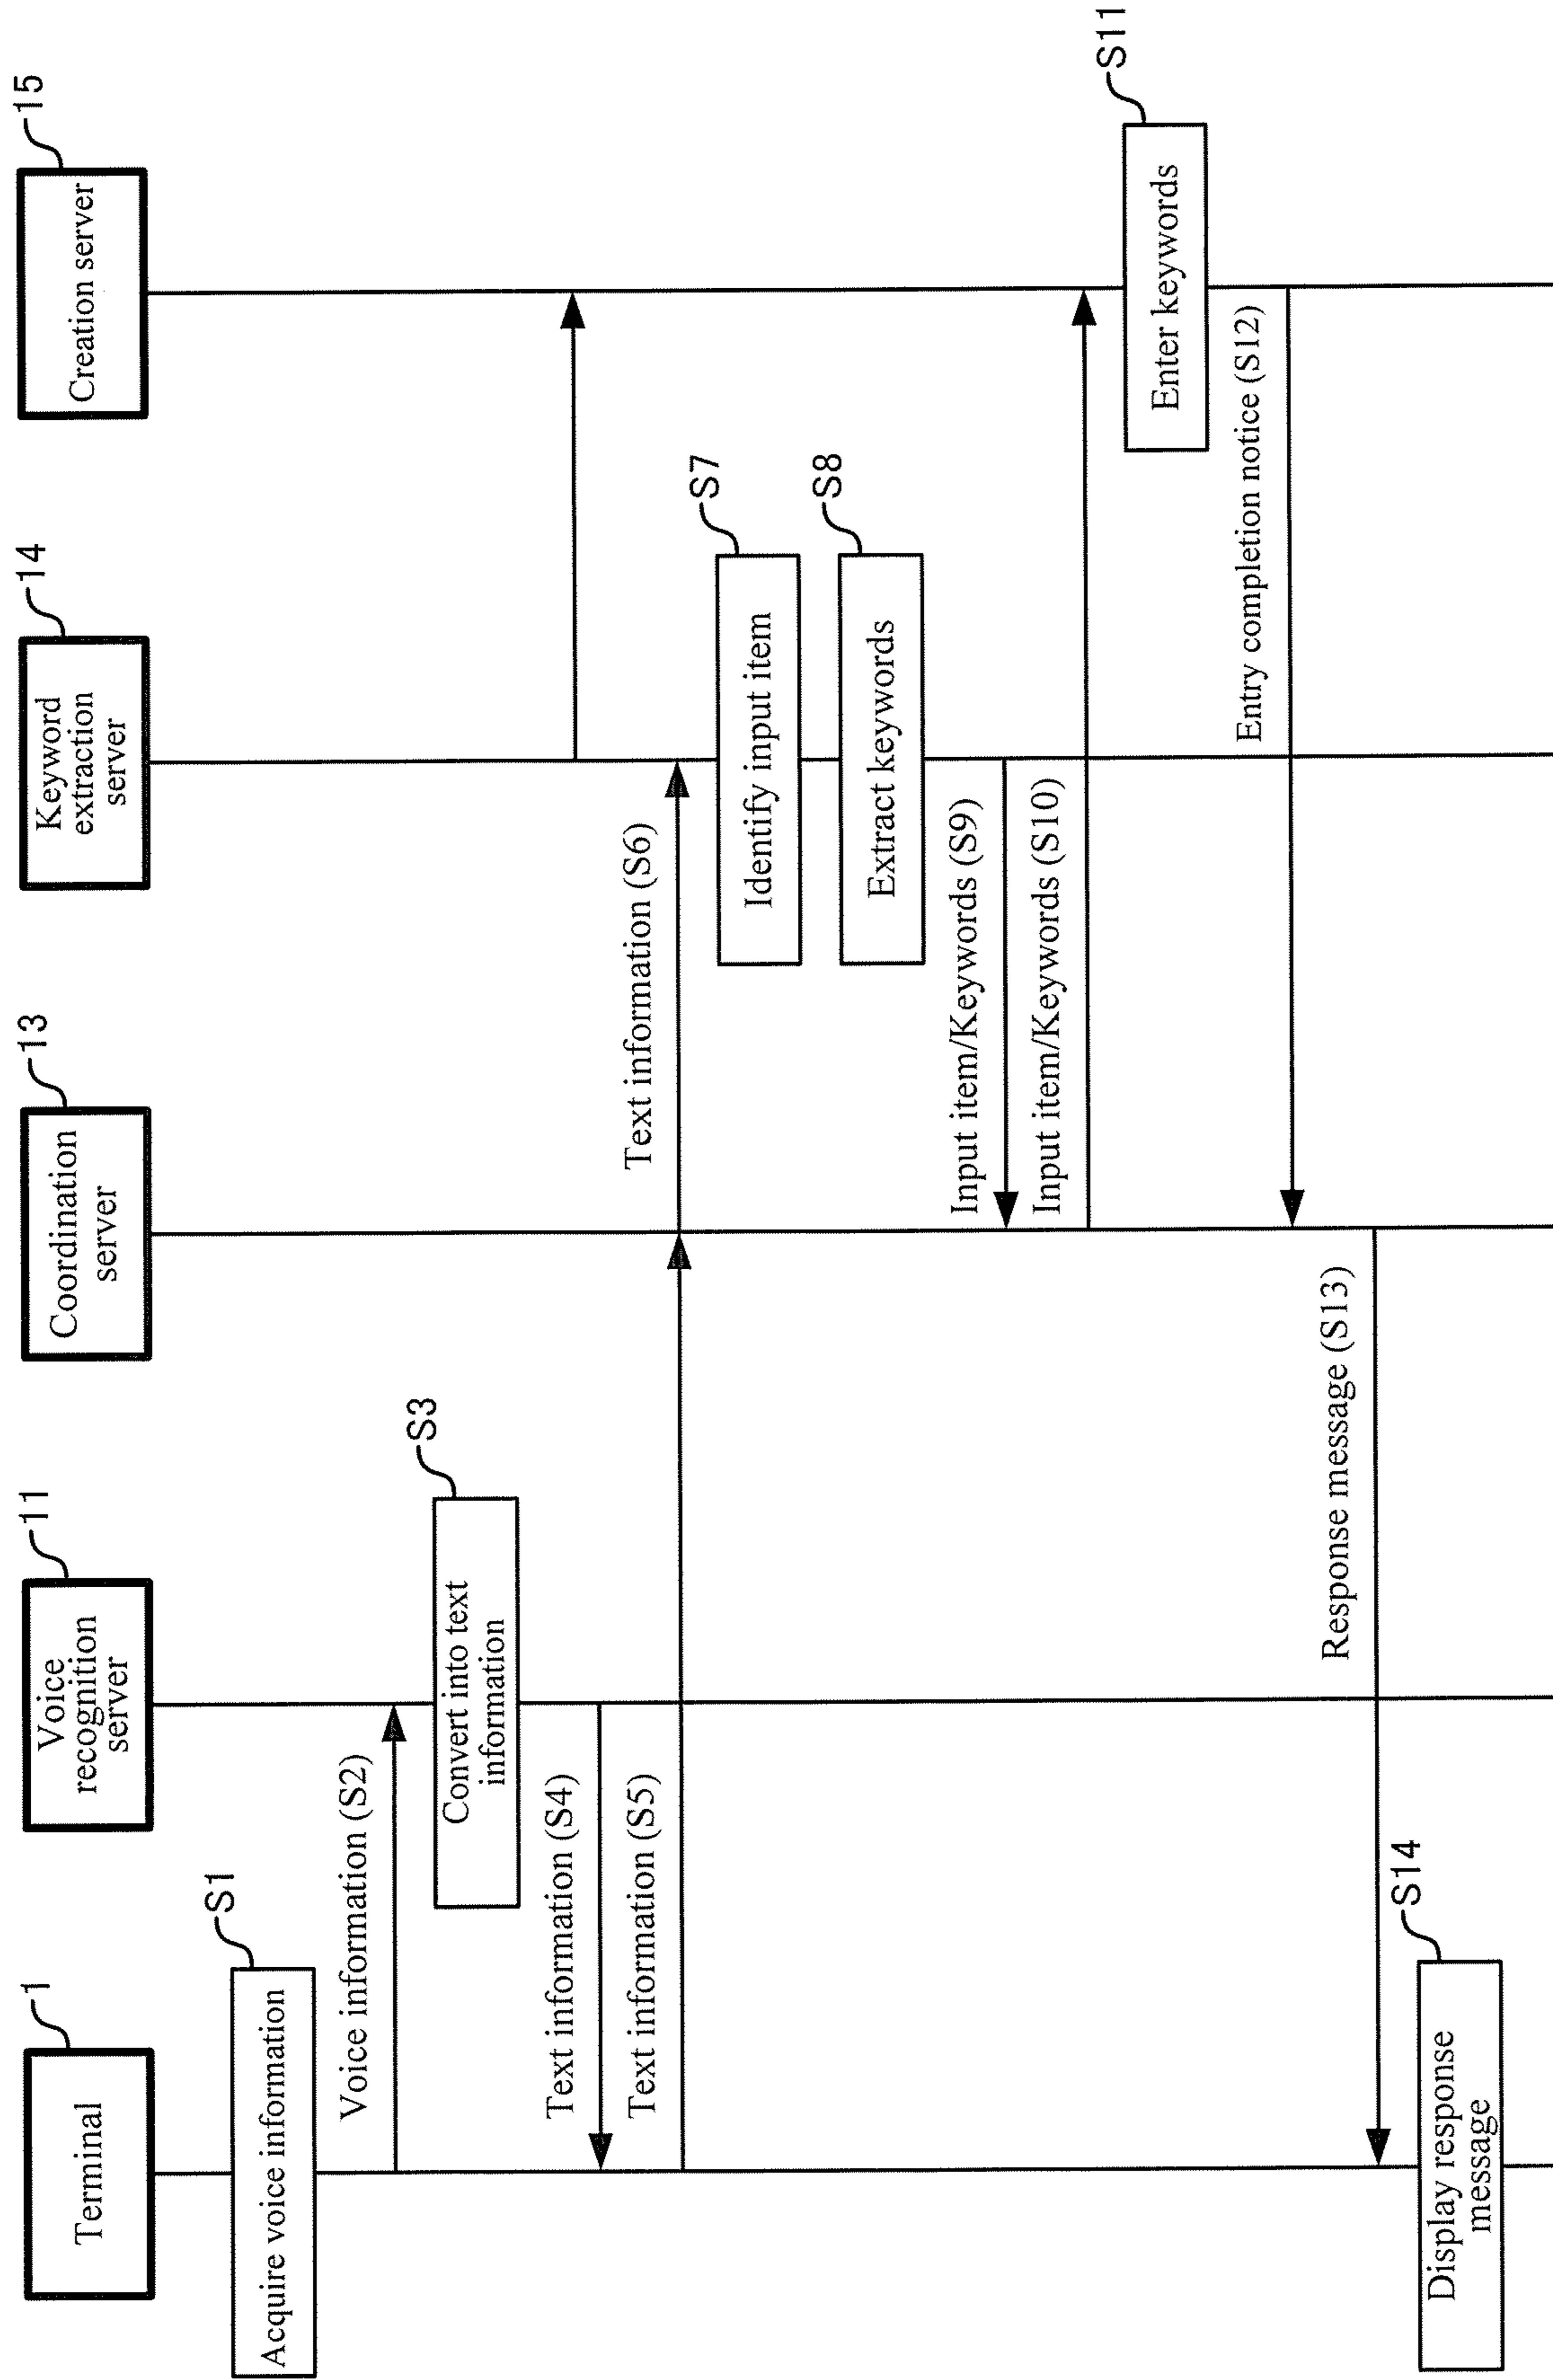 Terminal
1
Voice
recognition
server
11
Coordination
server
13
Keyword
extraction
server
14
Creation server
15
Acquire voice information
S1
Voice information (S2)
Convert into text
information
S3
Text information (S4)
Text information (S5)
Text information (S6)
Identify input item
S7
Extract keywords
S8
Input item/Keywords (S9)
Input item/Keywords (S10)
Enter keywords
S11
Entry completion notice (S12)
Response message (S13)
Display response
message
S14